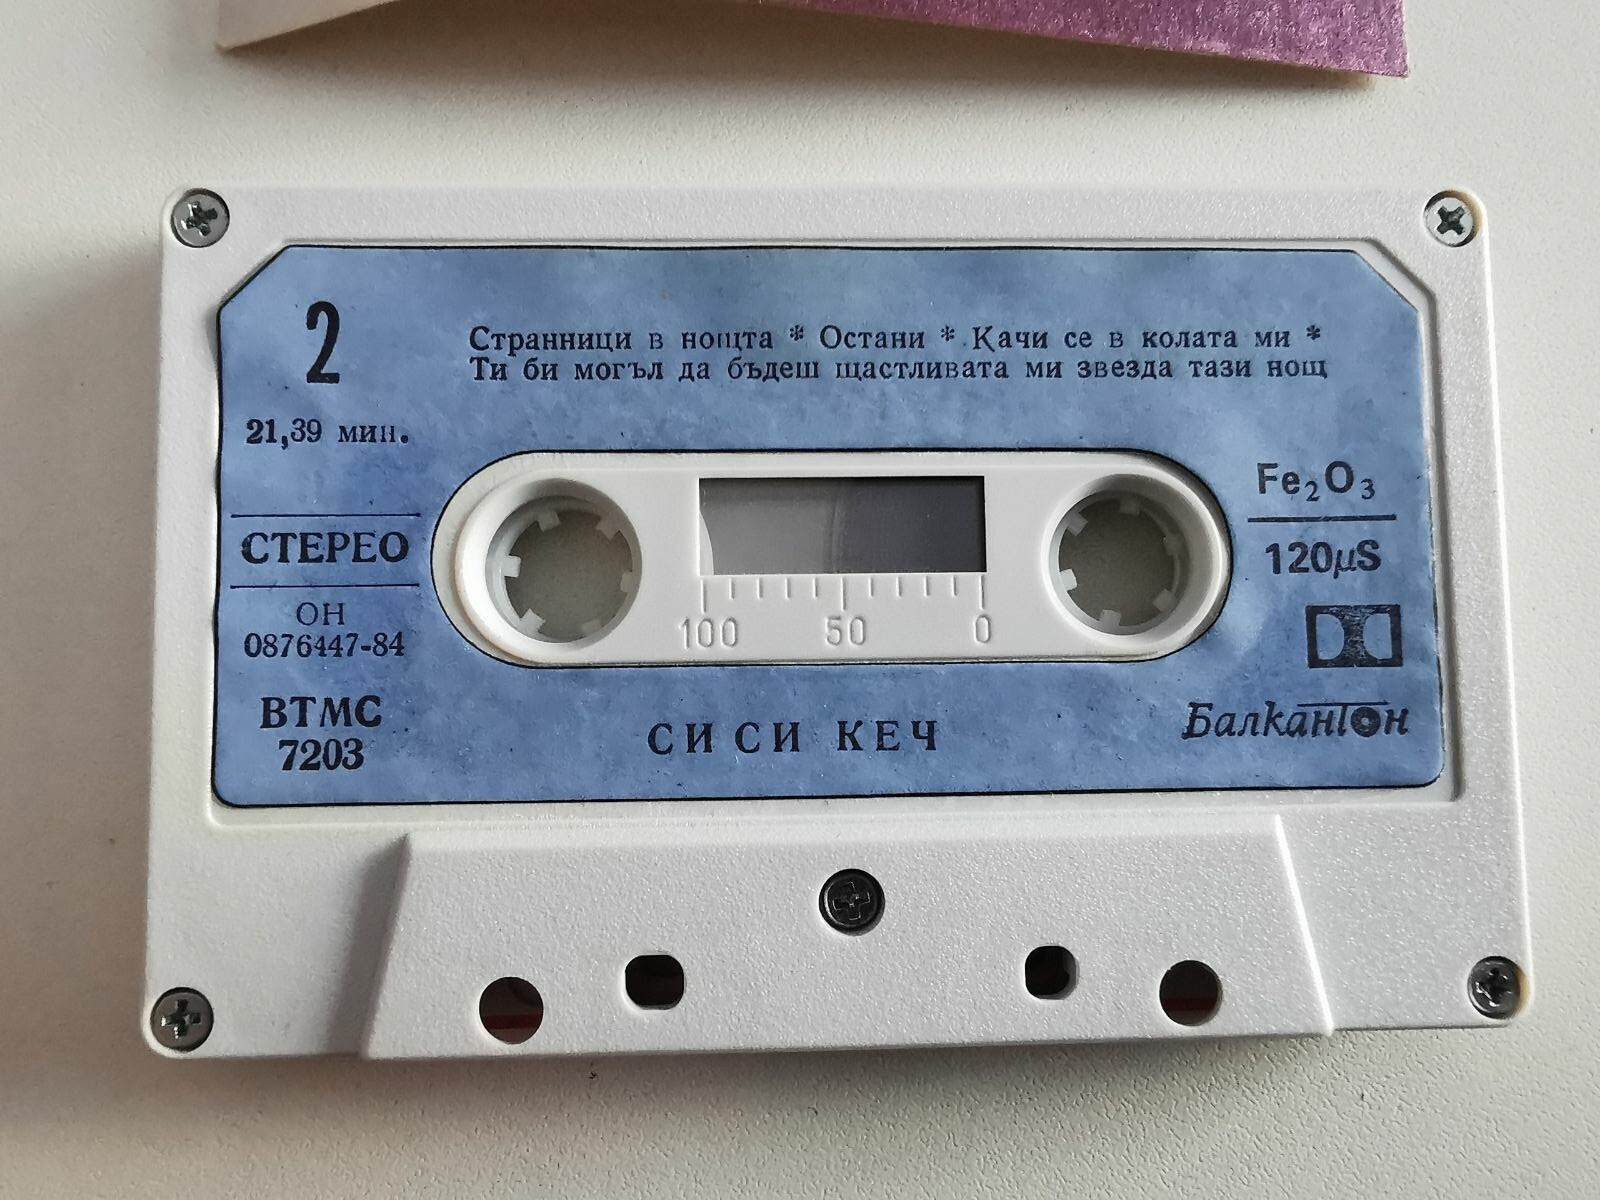 2
Странници в нощта * Остани * Качи се в колата ми *
Ти би могъл да бъдеш щастливата ми звезда тази нощ
21,39 мин.
СТЕРЕО
ОН
0876447-84
ВТМС
7203
100 50 0
Fe₂O₃
120μS
Балкантон
СИ СИ КЕЧ